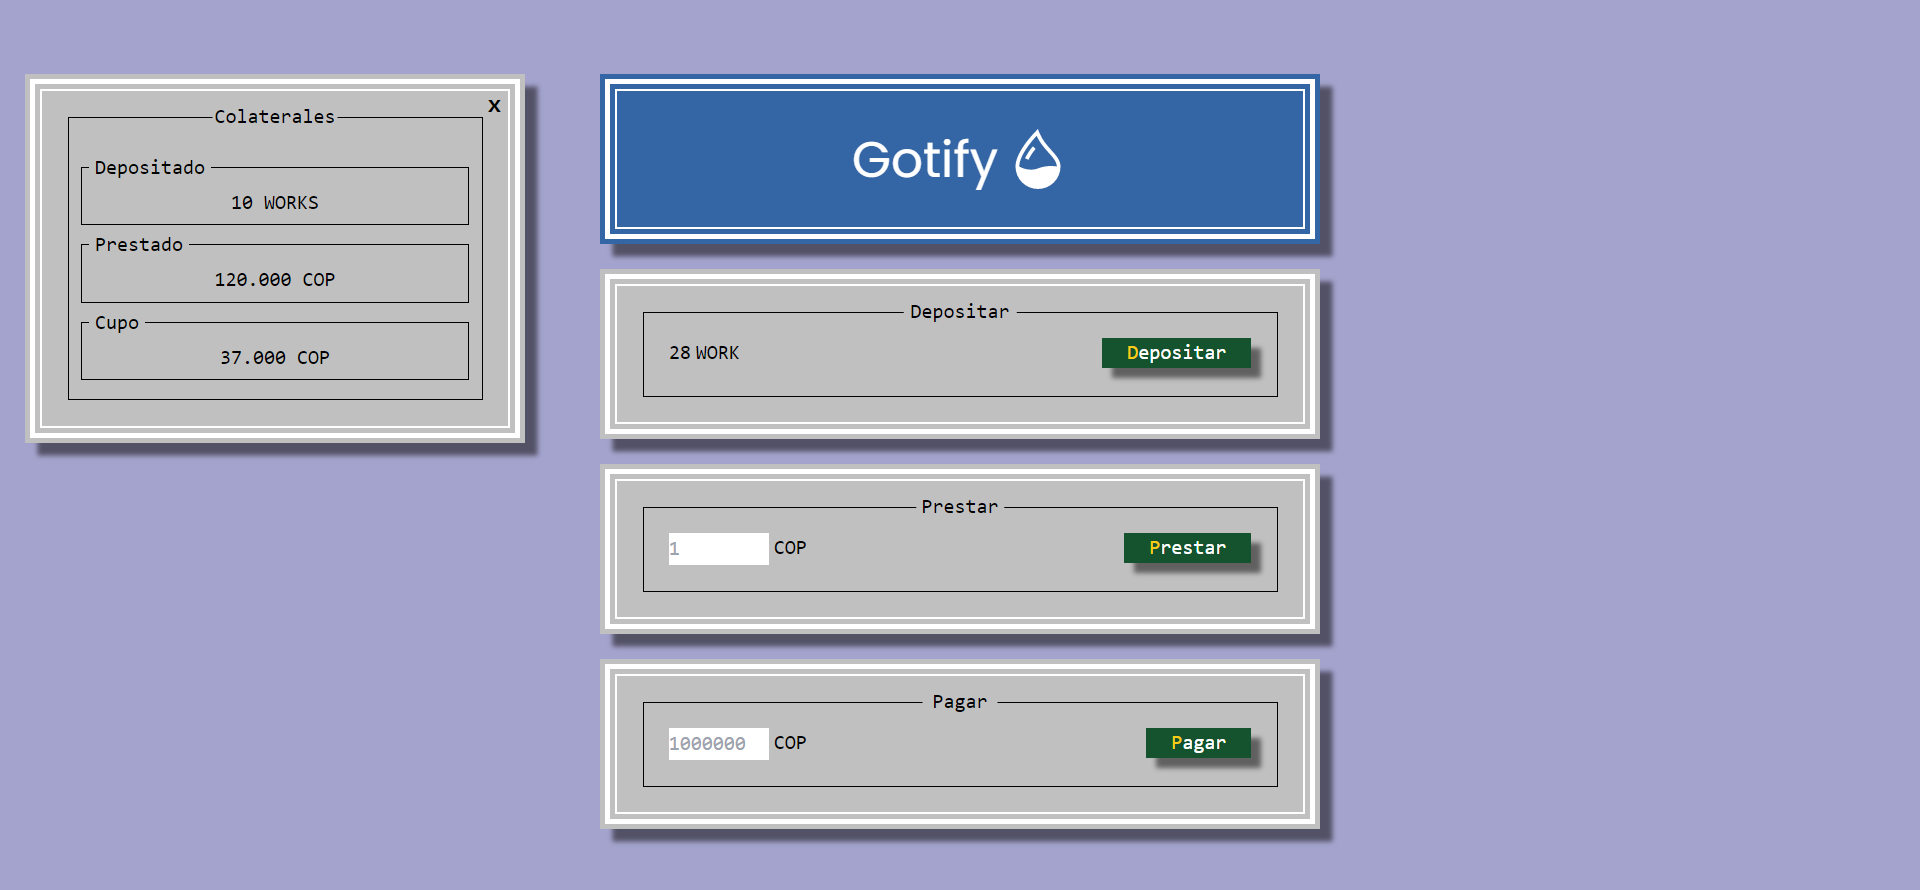 x
Colaterales
Depositado
10 WORKS
Prestado
120.000 COP
Cupo
37.000 COP
Gotify
Depositar
28 WORK
Depositar
Prestar
1 COP
Prestar
Pagar
1000000 COP
Pagar